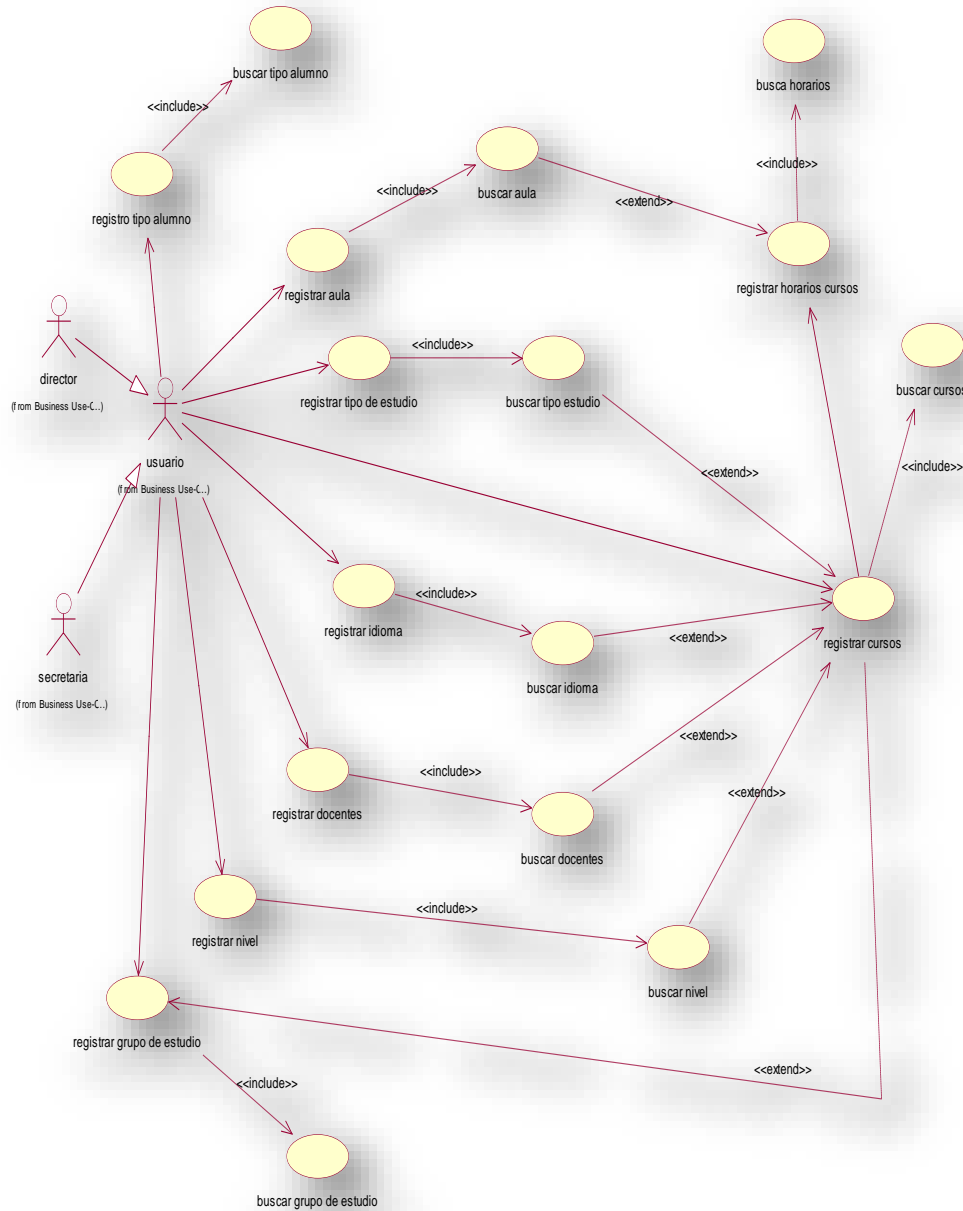 buscar tipo alumno
busca horarios
<<include>>
registro tipo alumno
<<include>>
buscar aula
<<include>>
<<extend>>
registrar aula
registrar horarios cursos
director
(from Business Use-C...)
<<include>>
registrar tipo de estudio
buscar tipo estudio
buscar cursos
usuario
(from Business Use-C...)
<<extend>>
<<include>>
secretaria
(from Business Use-C...)
registrar idioma
<<include>>
buscar idioma
<<extend>>
registrar cursos
registrar docentes
<<include>>
buscar docentes
<<extend>>
<<extend>>
registrar nivel
<<include>>
buscar nivel
registrar grupo de estudio
<<extend>>
<<include>>
buscar grupo de estudio